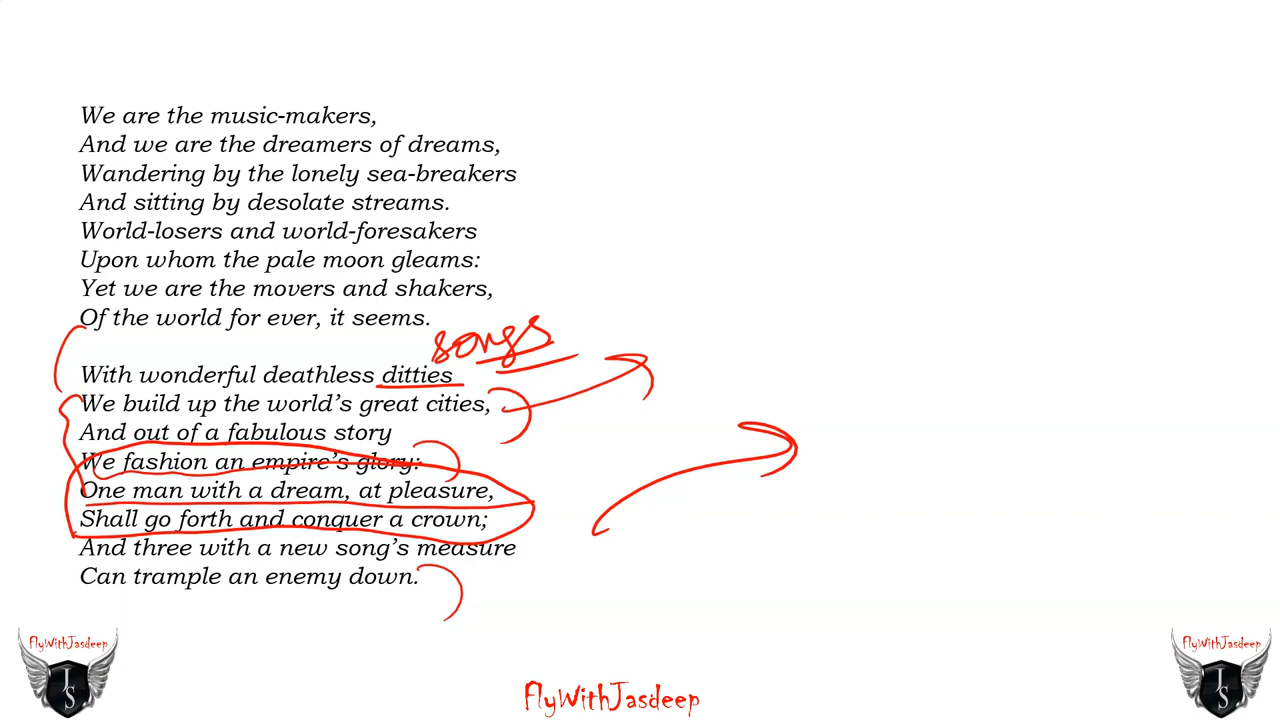 We are the music-makers,
And we are the dreamers of dreams,
Wandering by the lonely sea-breakers
And sitting by desolate streams.
World-losers and world-foresakers
Upon whom the pale moon gleams:
Yet we are the movers and shakers,
Of the world for ever, it seems.
songs
With wonderful deathless ditties
We build up the world's great cities,
And out of a fabulous story
We fashion an empire's glory:
One man with a dream, at pleasure,
Shall go forth and conquer a crown;
And three with a new song's measure
Can trample an enemy down.
FlyWithJasdeep
JS
FlyWithJasdeep
FlyWithJasdeep
JS